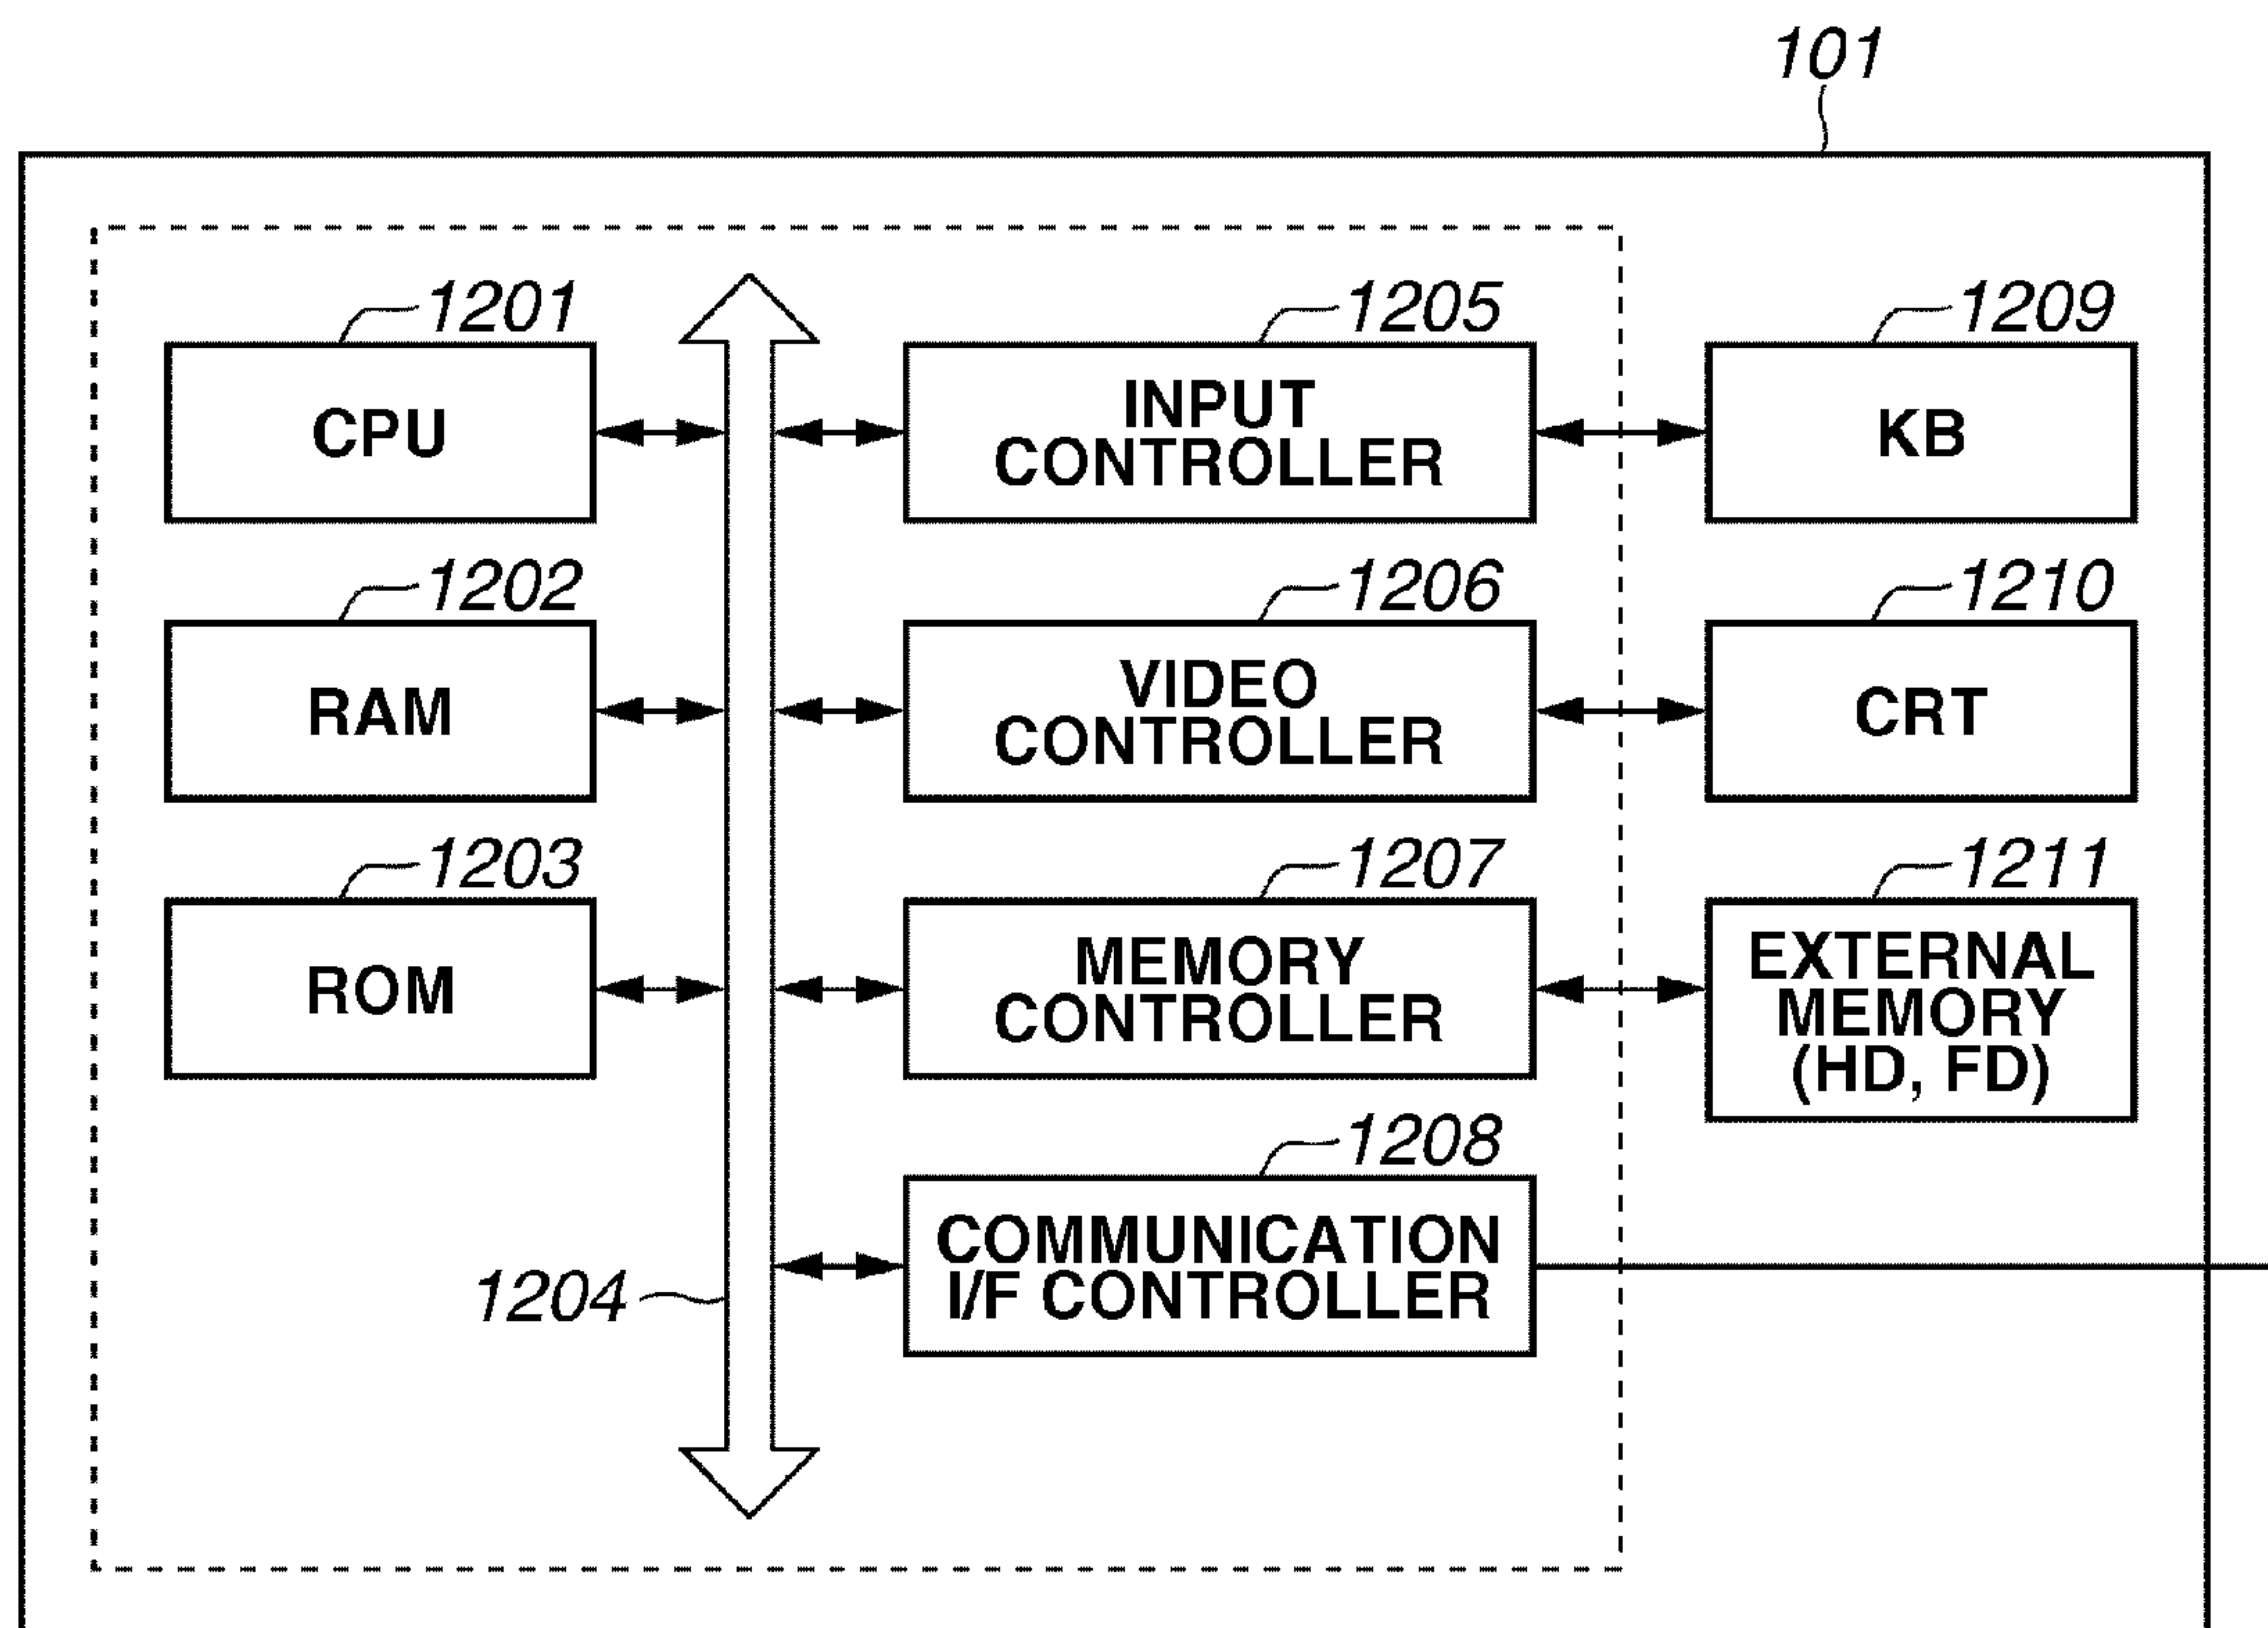 101
1201
1205
1209
CPU
INPUT
CONTROLLER
KB
1202
1206
1210
RAM
VIDEO
CONTROLLER
CRT
1203
1207
1211
ROM
MEMORY
CONTROLLER
EXTERNAL
MEMORY
(HD, FD)
1208
COMMUNICATION
I/F CONTROLLER
1204